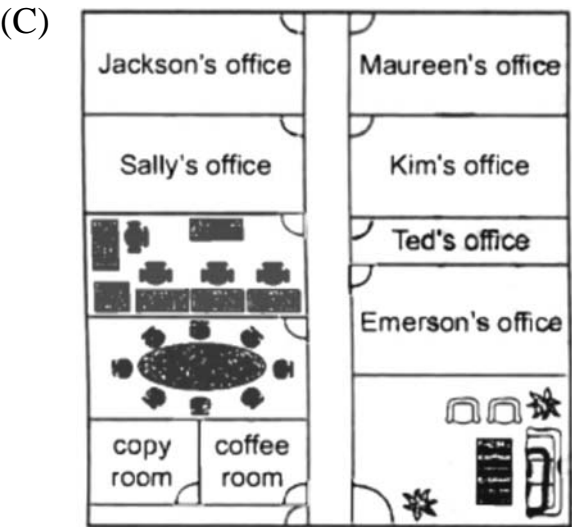 (C)
Jackson's office
Maureen's office
Sally's office
Kim's office
Ted's office
Emerson's office
copy room
coffee room